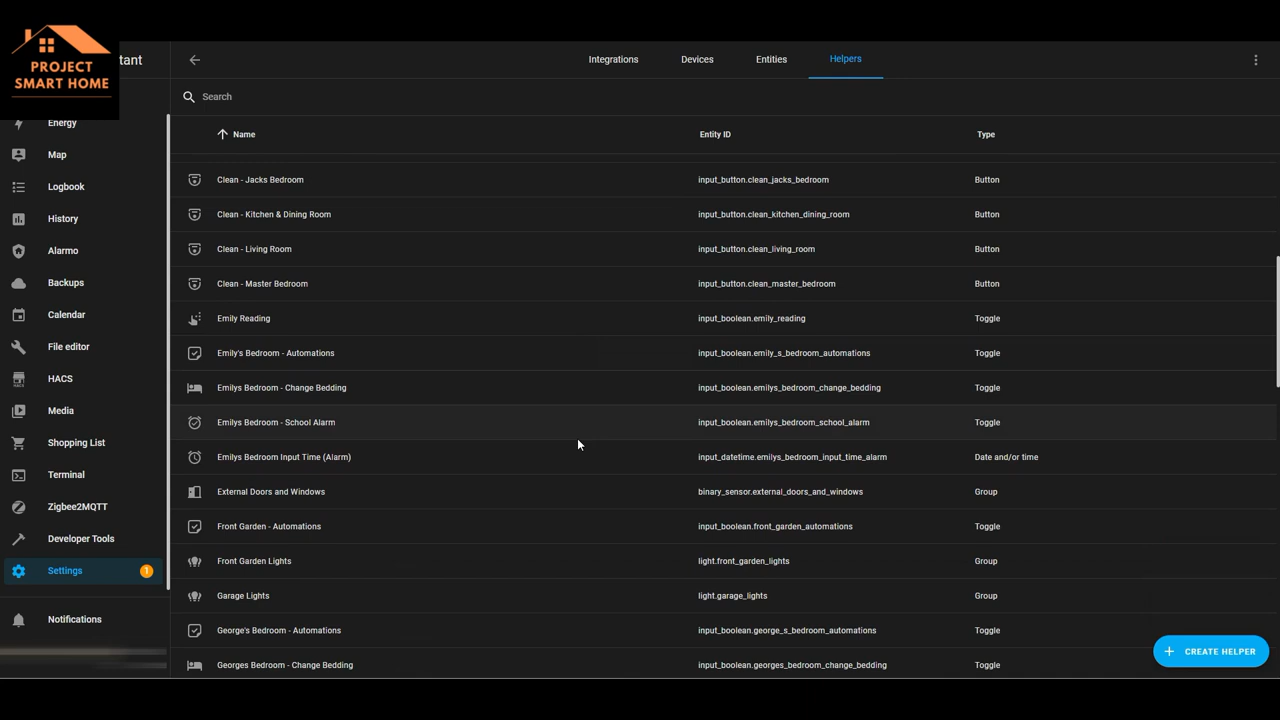 PROJECT
SMART HOME
tant
Integrations
Devices
Entities
Helpers
Search
Energy
Map
Logbook
History
Alarmo
Backups
Calendar
File editor
HACS
HACS
Media
Shopping List
Terminal
Zigbee2MQTT
Developer Tools
Settings
1
Notifications
Name Entity ID Type
Clean - Jacks Bedroom input_button.clean_jacks_bedroom Button
Clean - Kitchen & Dining Room input_button.clean_kitchen_dining_room Button
Clean - Living Room input_button.clean_living_room Button
Clean - Master Bedroom input_button.clean_master_bedroom Button
Emily Reading input_boolean.emily_reading Toggle
Emily's Bedroom - Automations input_boolean.emily_s_bedroom_automations Toggle
Emilys Bedroom - Change Bedding input_boolean.emilys_bedroom_change_bedding Toggle
Emilys Bedroom - School Alarm input_boolean.emilys_bedroom_school_alarm Toggle
Emilys Bedroom Input Time (Alarm) input_datetime.emilys_bedroom_input_time_alarm Date and/or time
External Doors and Windows binary_sensor.external_doors_and_windows Group
Front Garden - Automations input_boolean.front_garden_automations Toggle
Front Garden Lights light.front_garden_lights Group
Garage Lights light.garage_lights Group
George's Bedroom - Automations input_boolean.george_s_bedroom_automations Toggle
Georges Bedroom - Change Bedding input_boolean.georges_bedroom_change_bedding Toggle
CREATE HELPER